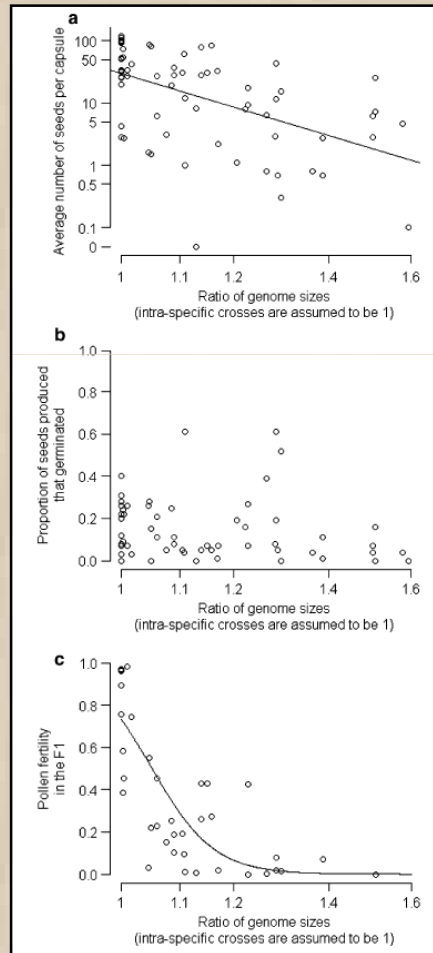 a
Average number of seeds per capsule
100
50
10
5
1
0.5
0.1
0
1 1.1 1.2 1.4 1.6
Ratio of genome sizes
(intra-specific crosses are assumed to be 1)
b
Proportion of seeds produced
that germinated
1.0
0.8
0.6
0.4
0.2
0.0
1 1.1 1.2 1.4 1.6
Ratio of genome sizes
(intra-specific crosses are assumed to be 1)
c
Pollen fertility
in the F1
1.0
0.8
0.6
0.4
0.2
0.0
1 1.1 1.2 1.4 1.6
Ratio of genome sizes
(intra-specific crosses are assumed to be 1)